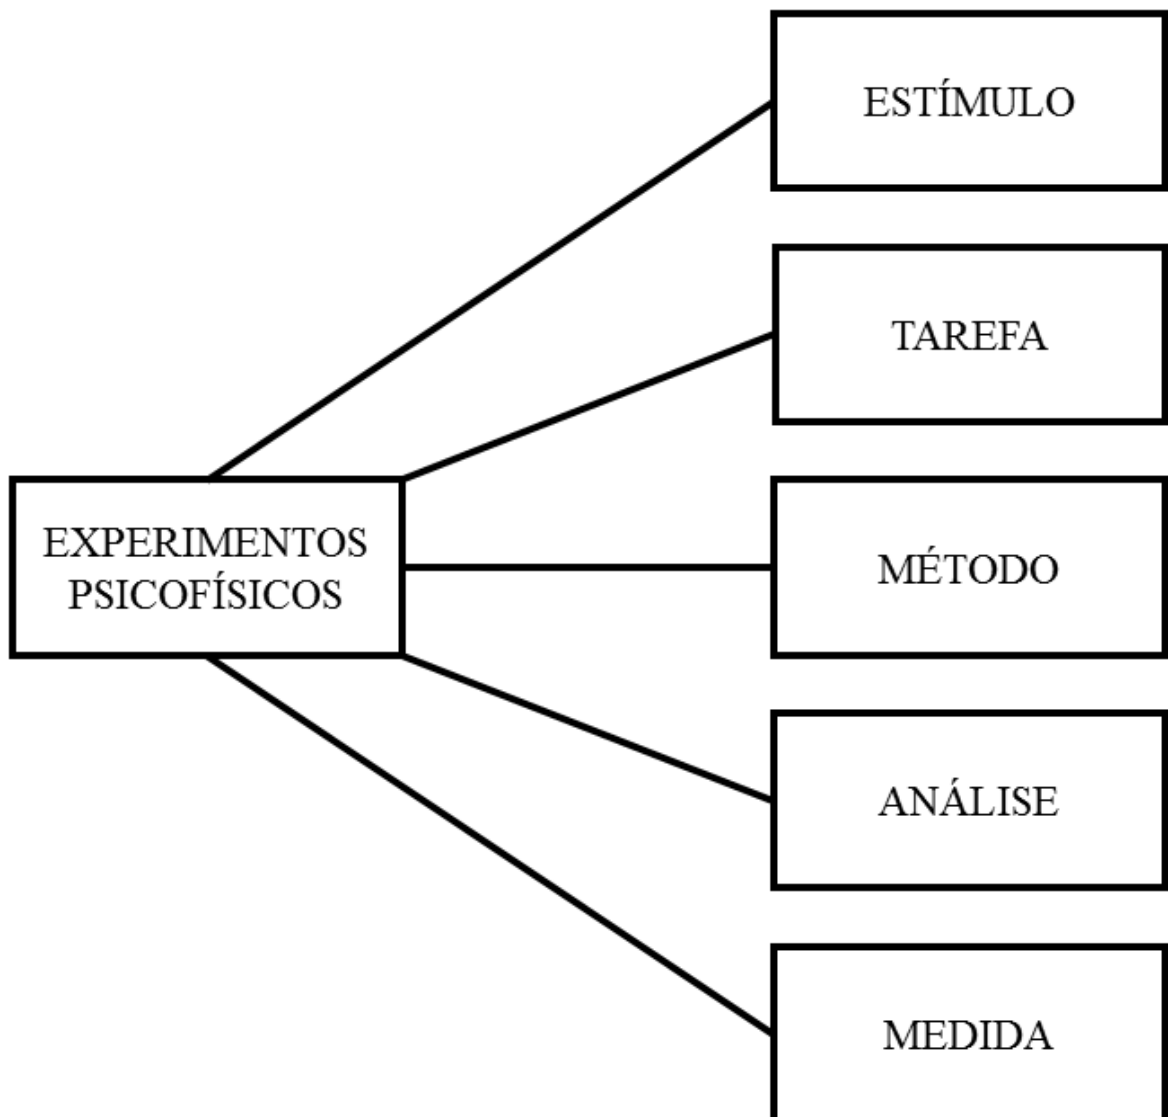 ESTÍMULO
TAREFA
EXPERIMENTOS
PSICOFÍSICOS
MÉTODO
ANÁLISE
MEDIDA